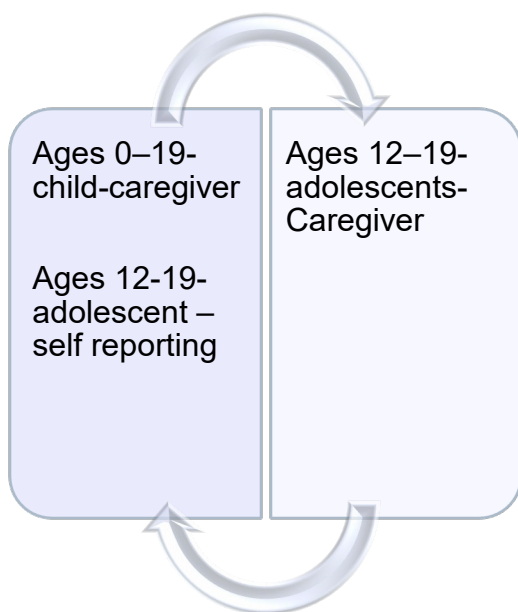 Ages 0–19-
child-caregiver
Ages 12-19-
adolescent –
self reporting
Ages 12–19-
adolescents-
Caregiver